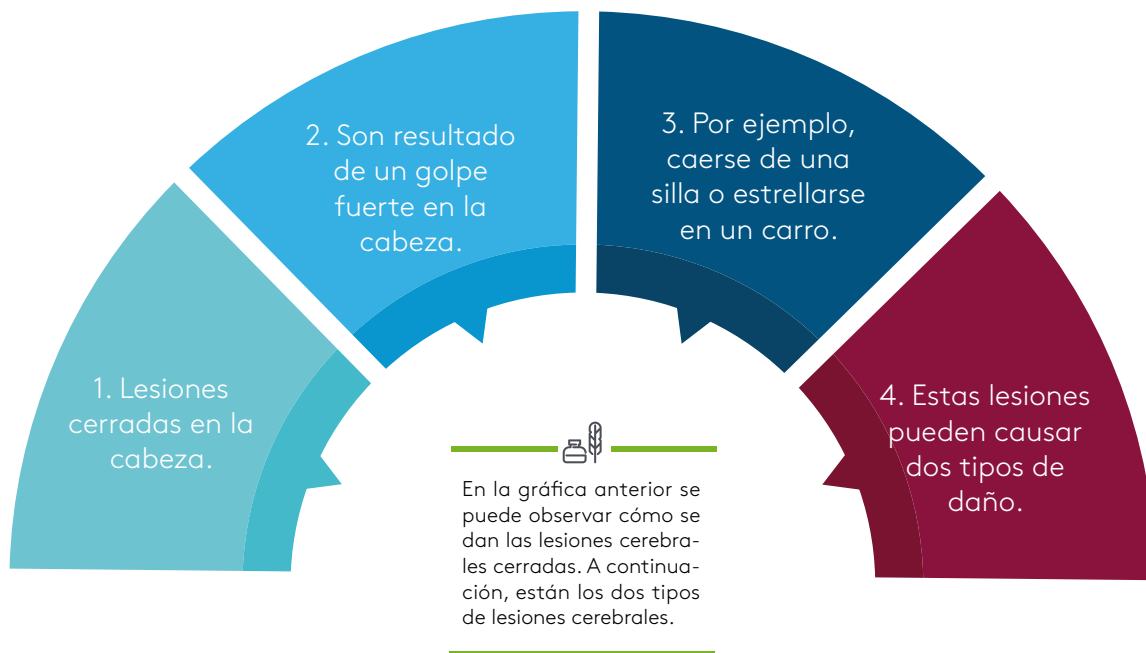 1. Lesiones
cerradas en la
cabeza.
2. Son resultado
de un golpe
fuerte en la
cabeza.
3. Por ejemplo,
caerse de una
silla o estrellarse
en un carro.
4. Estas lesiones
pueden causar
dos tipos de
daño.
En la gráfica anterior se
puede observar cómo se
dan las lesiones cerebra-
les cerradas. A continua-
ción, están los dos tipos
de lesiones cerebrales.